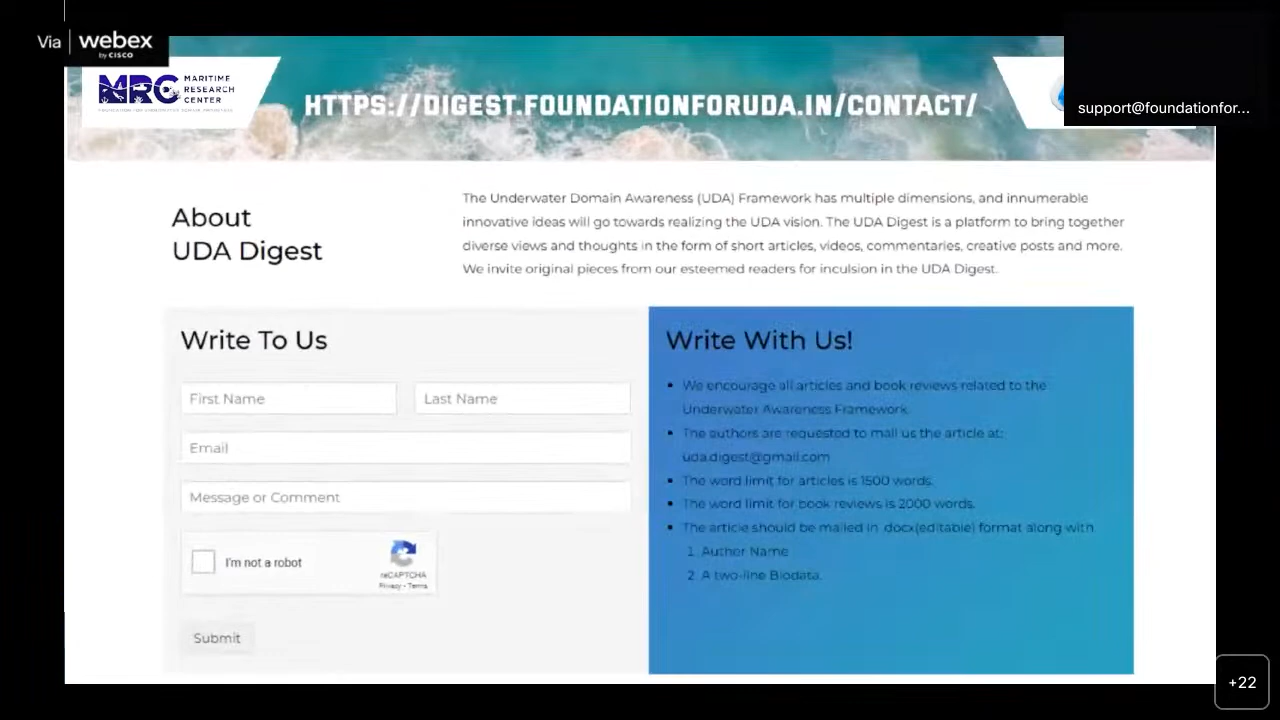 Via webex
by CISCO
MRC MARITIME
RESEARCH
CENTER
HTTPS://DIGEST.FOUNDATIONFORUDA.IN/CONTACT/
support@foundationfor...
About
UDA Digest
The Underwater Domain Awareness (UDA) Framework has multiple dimensions, and innumerable
innovative ideas will go towards realizing the UDA vision. The UDA Digest is a platform to bring together
diverse views and thoughts in the form of short articles, videos, commentaries, creative posts and more.
We invite original pieces from our esteemed readers for inculsion in the UDA Digest.
Write To Us
First Name
Last Name
Email
Message or Comment
I'm not a robot
reCAPTCHA
Privacy - Terms
Submit
Write With Us!
We encourage all articles and book reviews related to the
Underwater Awareness Framework.
The authors are requested to mail us the article at:
uda.digest@gmail.com
The word limit for articles is 1500 words.
The word limit for book reviews is 2000 words.
The article should be mailed in .docx(editable) format along with
1. Author Name
2. A two-line Biodata.
+22